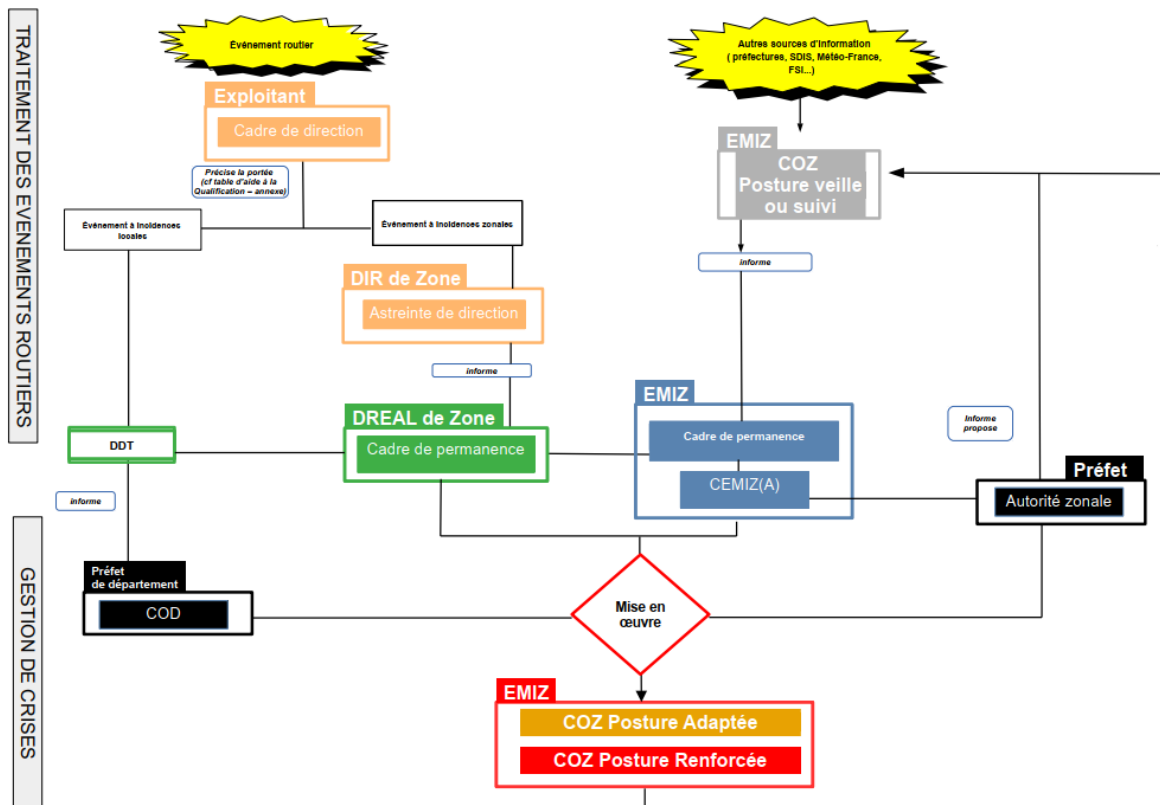 TRAITEMENT DES EVENEMENTS ROUTIERS
Événement routier
Autres sources d'information
( préfectures, SDIS, Météo-France,
FSI...)
Exploitant
Cadre de direction
EMIZ
COZ
Posture veille
ou suivi
Précise la portée
(cf table d'aide à la
Qualification – annexe)
Événement à incidences
locales
Événement à incidences zonales
informe
DIR de Zone
Astreinte de direction
informe
EMIZ
DREAL de Zone
Cadre de permanence
Cadre de permanence
CEMIZ(A)
Informe
propose
DDT
Préfet
Autorité zonale
informe
GESTION DE CRISES
Préfet
de département
COD
Mise en
œuvre
EMIZ
COZ Posture Adaptée
COZ Posture Renforcée